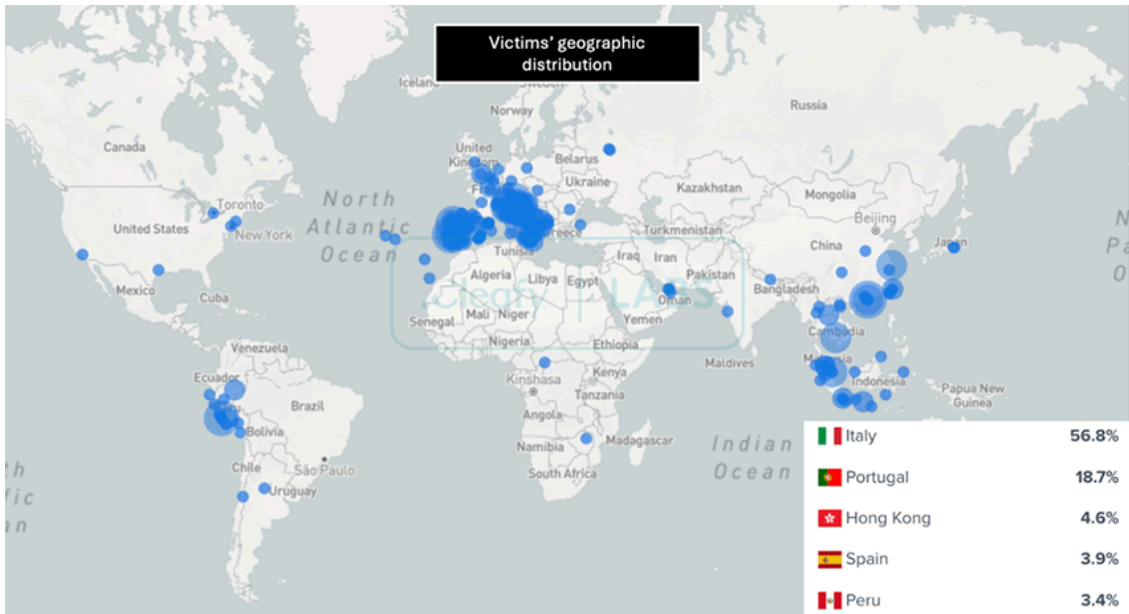 Victims' geographic
distribution
Iceland
Sweden
Norway
Russia
Canada
United
Kingdom
Belarus
Ukraine
Kazakhstan
Mongolia
North
Atlantic
Ocean
Toronto
United States
New York
Greece
Turkmenistan
Beijing
China
Japan
Tunisia
Iraq
Iran
Pakistan
Algeria
Libya
Egypt
Mexico
Cuba
Cleafy | LABS
Oman
Bangladesh
Senegal
Mali
Niger
Yemen
Nigeria
Ethiopia
Cambodia
Venezuela
Maldives
Malaysia
Ecuador
Kinshasa
Kenya
Indonesia
Papua New
Guinea
Brazil
Tanzania
Angola
Bolivia
Namibia
Madagascar
Indian
Ocean
Chile
São Paulo
South Africa
Uruguay
Italy 56.8%
Portugal 18.7%
Hong Kong 4.6%
Spain 3.9%
Peru 3.4%